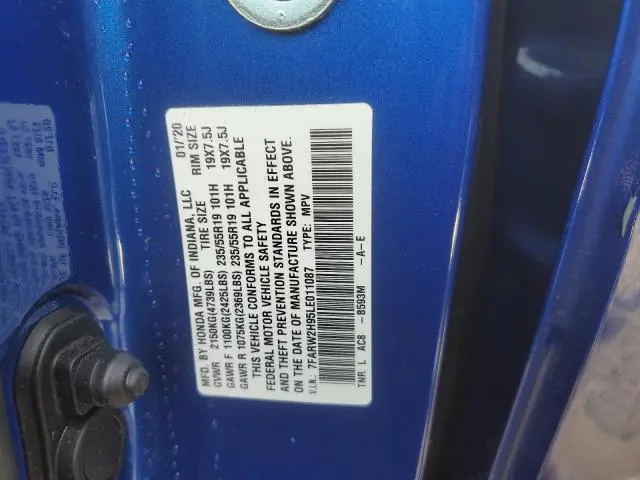 MFD. BY HONDA MFG. OF INDIANA, LLC 01/'20
TIRE SIZE RIM SIZE
GVWR 2150KG(4739LBS)
GAWR F 1100KG(2425LBS) 235/55R19 101H 19X7.5J
GAWR R 1075KG(2369LBS) 235/55R19 101H 19X7.5J
THIS VEHICLE CONFORMS TO ALL APPLICABLE
FEDERAL MOTOR VEHICLE SAFETY
AND THEFT PREVENTION STANDARDS IN EFFECT
ON THE DATE OF MANUFACTURE SHOWN ABOVE.
V.I.N.: 7FARW2H95LE011087 TYPE: MPV
TNR L AC8 -B593M -A-E